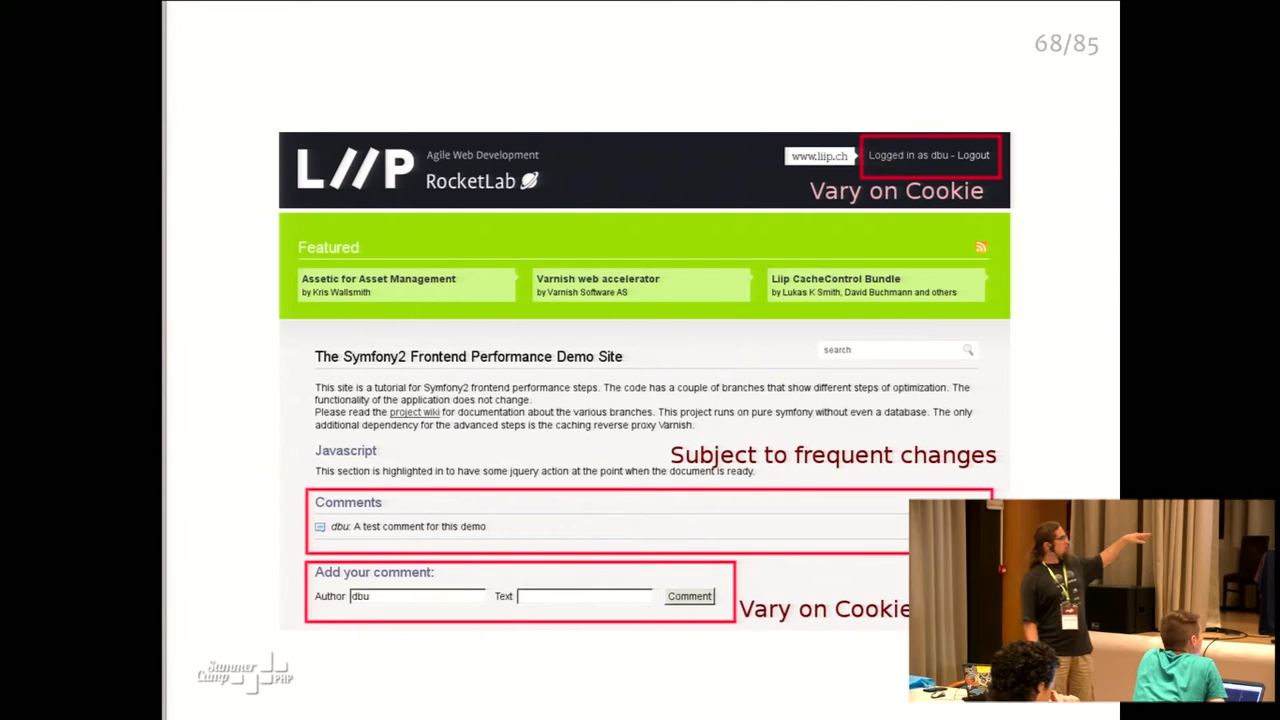 68/85
LIIP
Agile Web Development
RocketLab
www.liip.ch
Logged in as dbu - Logout
Vary on Cookie
Featured
Assetic for Asset Management
by Kris Wallsmith
Varnish web accelerator
by Varnish Software AS
Liip CacheControl Bundle
by Lukas K Smith, David Buchmann and others
The Symfony2 Frontend Performance Demo Site
search
This site is a tutorial for Symfony2 frontend performance steps. The code has a couple of branches that show different steps of optimization. The
functionality of the application does not change.
Please read the project wiki for documentation about the various branches. This project runs on pure symfony without even a database. The only
additional dependency for the advanced steps is the caching reverse proxy Varnish.
Javascript
Subject to frequent changes
This section is highlighted in to have some jquery action at the point when the document is ready.
Comments
dbu: A test comment for this demo
Add your comment:
Author dbu Text Comment
Vary on Cookie
Summer
Camp PHP